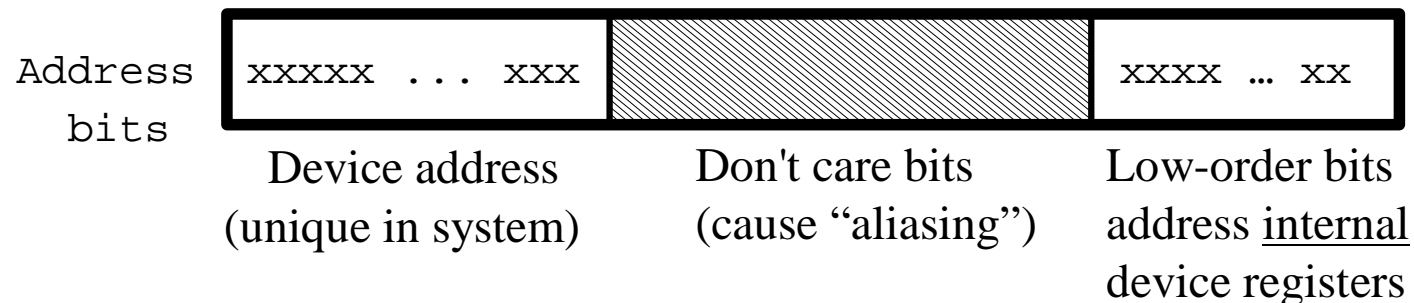 Address bits
xxxxx ... xxx
xxxx … xx
Device address
(unique in system)
Don't care bits
(cause “aliasing”)
Low-order bits
address internal
device registers